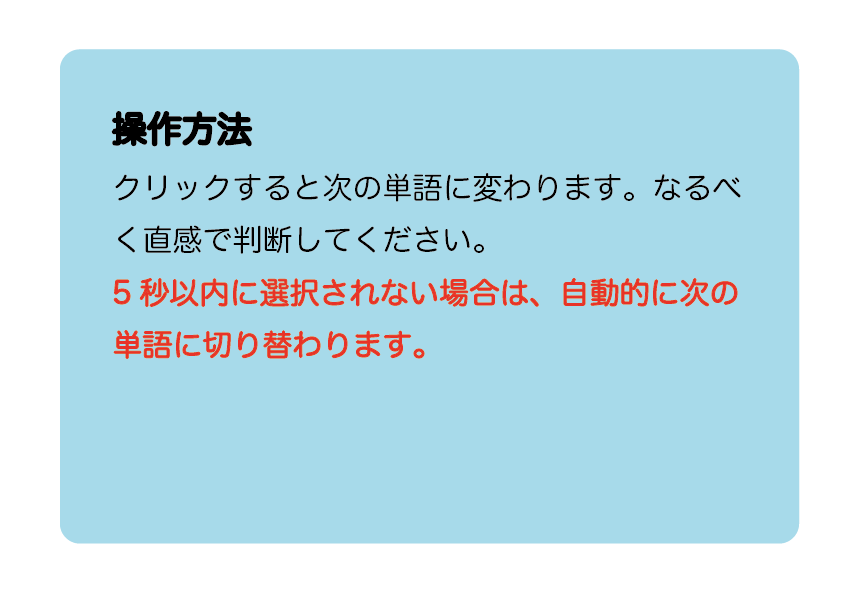 操作方法
クリックすると次の単語に変わります。なるべ
く直感で判断してください。
5 秒以内に選択されない場合は、自動的に次の
単語に切り替わります。